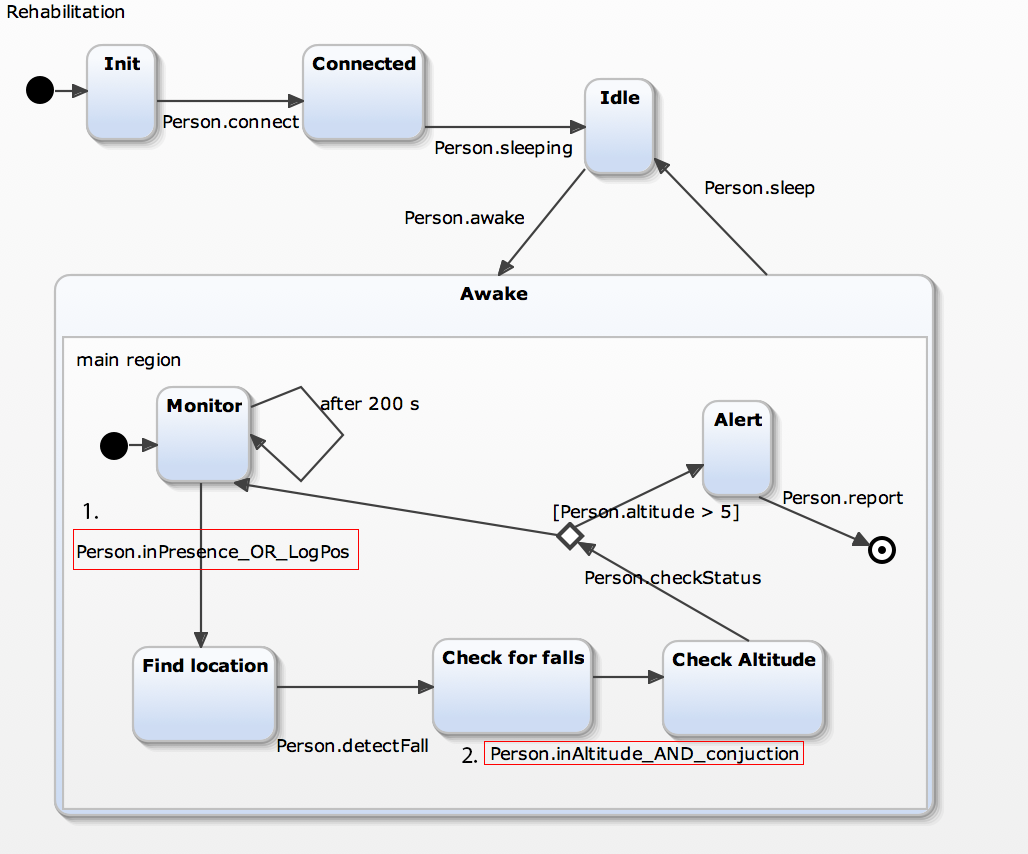 Rehabilitation
Init
Connected
Idle
Person.connect
Person.sleeping
Person.sleep
Person.awake
Awake
main region
Monitor
after 200 s
Alert
Person.report
1.
[Person.altitude > 5]
Person.inPresence_OR_LogPos
Person.checkStatus
Find location
Check for falls
Check Altitude
Person.detectFall
2. Person.inAltitude_AND_conjuction